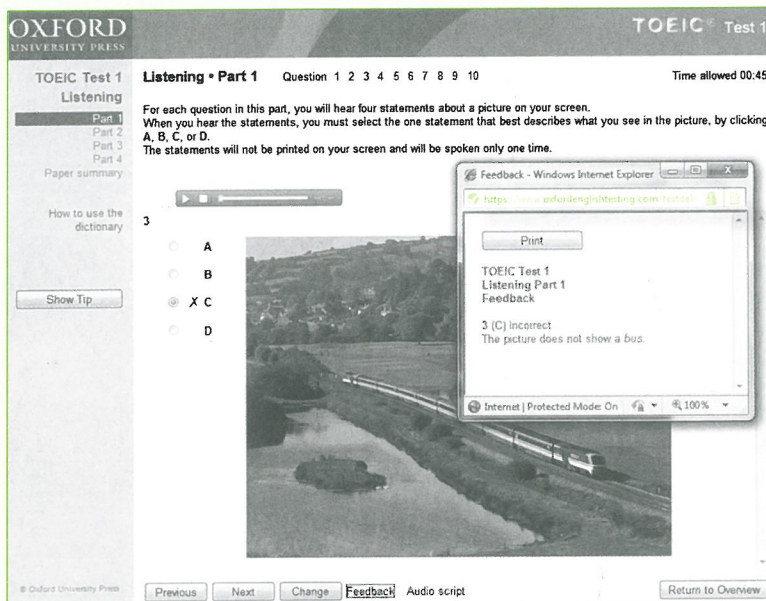 OXFORD
UNIVERSITY PRESS
TOEIC® Test 1
TOEIC Test 1
Listening
Part 1
Part 2
Part 3
Part 4
Paper summary
How to use the
dictionary
Show Tip
Listening • Part 1 Question 1 2 3 4 5 6 7 8 9 10 Time allowed 00:45
For each question in this part, you will hear four statements about a picture on your screen.
When you hear the statements, you must select the one statement that best describes what you see in the picture, by clicking
A, B, C, or D.
The statements will not be printed on your screen and will be spoken only one time.
3
A
B
✗ C
D
Feedback - Windows Internet Explorer
https://www.oxfordenglishtesting.com
Print
TOEIC Test 1
Listening Part 1
Feedback
3 (C) Incorrect
The picture does not show a bus.
Internet | Protected Mode: On 100%
© Oxford University Press
Previous Next Change Feedback Audio script Return to Overview